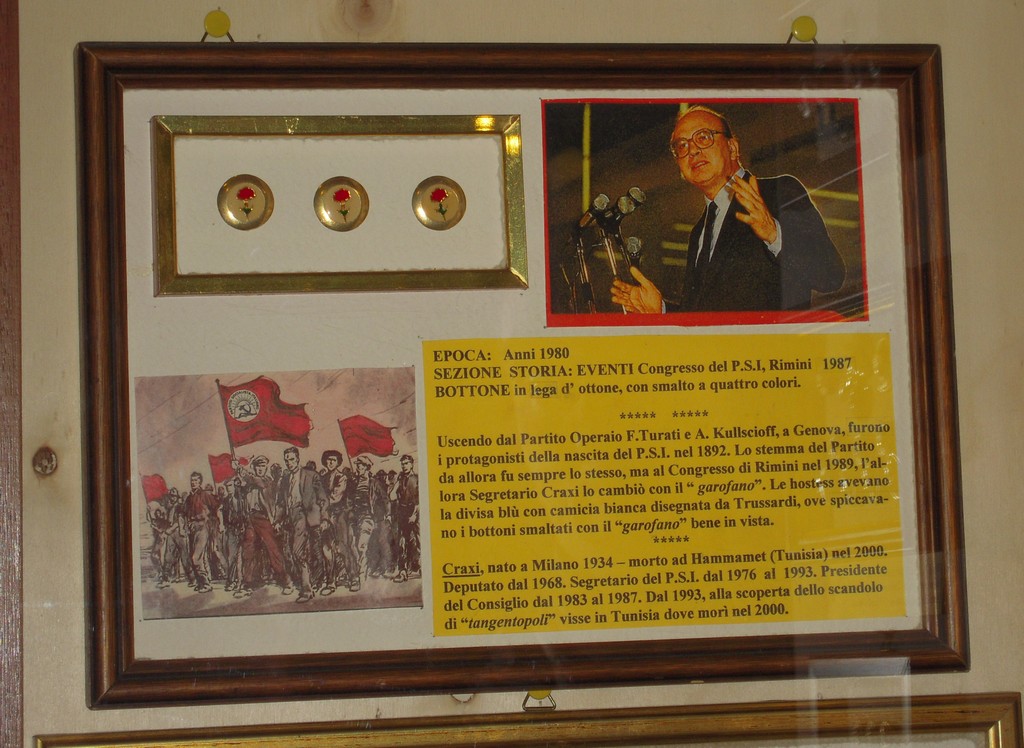 EPOCA: Anni 1980
SEZIONE STORIA: EVENTI Congresso del P.S.I, Rimini 1987
BOTTONE in lega d' ottone, con smalto a quattro colori.
***** *****
Uscendo dal Partito Operaio F.Turati e A. Kullscioff, a Genova, furono
i protagonisti della nascita del P.S.I. nel 1892. Lo stemma del Partito
da allora fu sempre lo stesso, ma al Congresso di Rimini nel 1989, l'al-
lora Segretario Craxi lo cambiò con il “ garofano”. Le hostess avevano
la divisa blù con camicia bianca disegnata da Trussardi, ove spiccava-
no i bottoni smaltati con il “garofano” bene in vista.
*****
Craxi, nato a Milano 1934 – morto ad Hammamet (Tunisia) nel 2000.
Deputato dal 1968. Segretario del P.S.I. dal 1976 al 1993. Presidente
del Consiglio dal 1983 al 1987. Dal 1993, alla scoperta dello scandolo
di “tangentopoli” visse in Tunisia dove morì nel 2000.